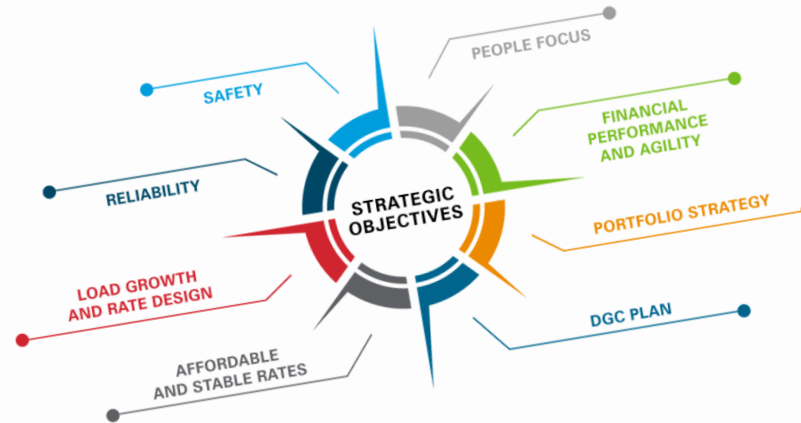 PEOPLE FOCUS
SAFETY
FINANCIAL
PERFORMANCE
AND AGILITY
RELIABILITY
STRATEGIC
OBJECTIVES
PORTFOLIO STRATEGY
LOAD GROWTH
AND RATE DESIGN
DGC PLAN
AFFORDABLE
AND STABLE RATES